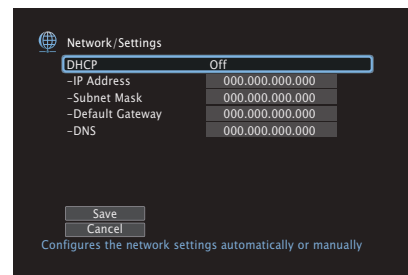 Network/Settings
DHCP Off
-IP Address 000.000.000.000
-Subnet Mask 000.000.000.000
-Default Gateway 000.000.000.000
-DNS 000.000.000.000
Save
Cancel
Configures the network settings automatically or manually